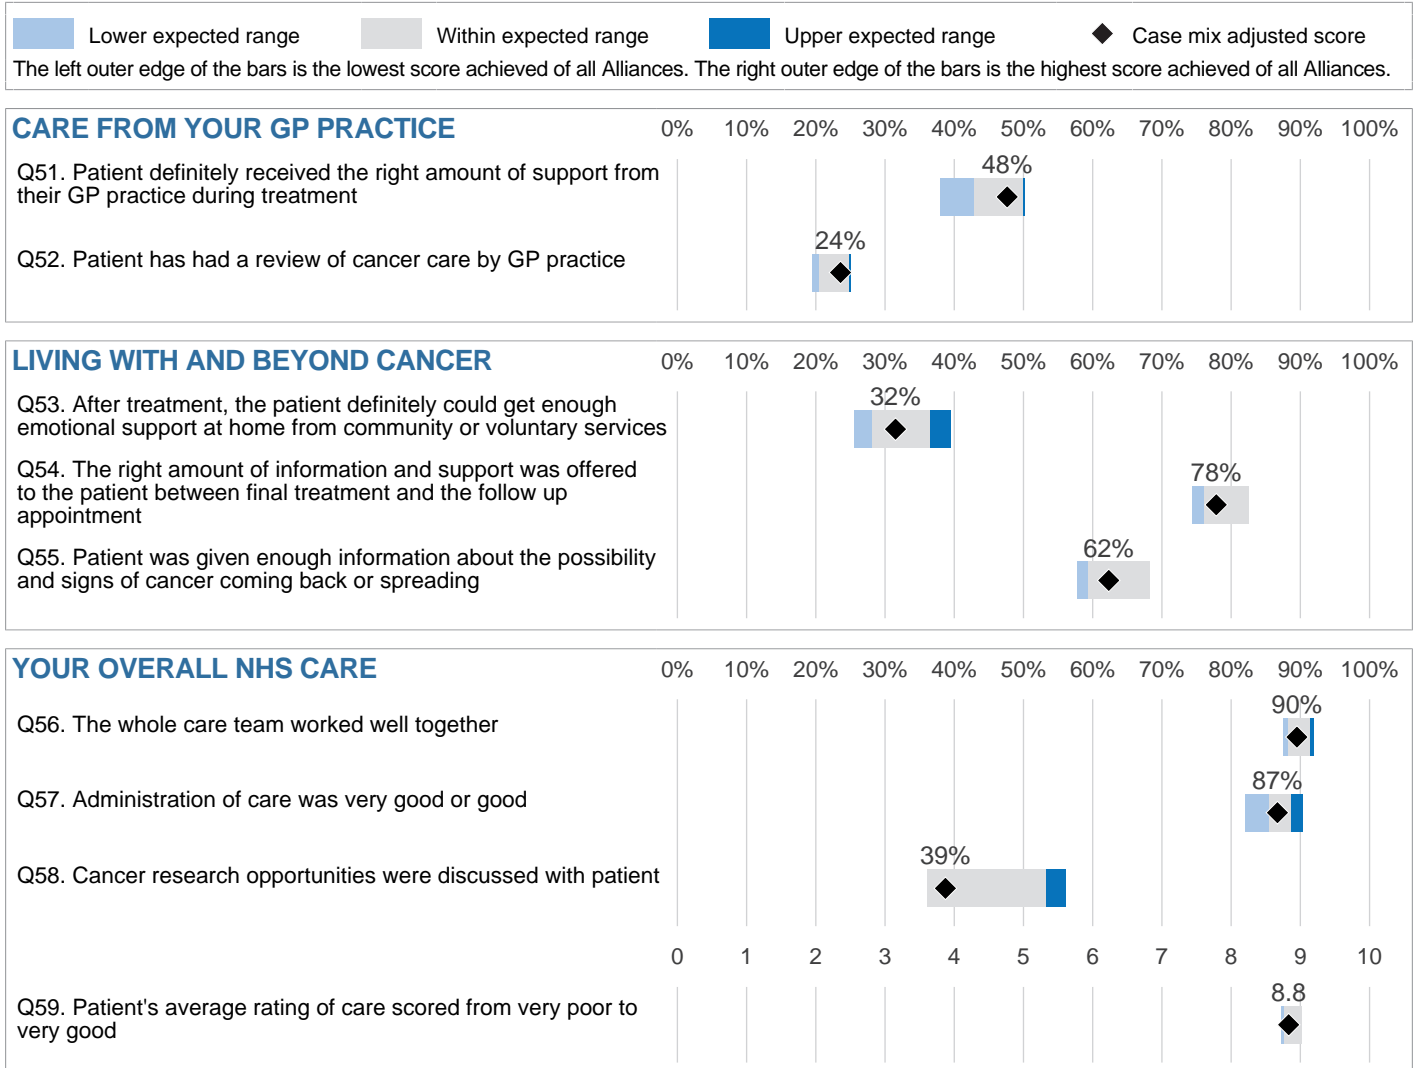 Lower expected range Within expected range Upper expected range Case mix adjusted score
The left outer edge of the bars is the lowest score achieved of all Alliances. The right outer edge of the bars is the highest score achieved of all Alliances.
CARE FROM YOUR GP PRACTICE 0% 10% 20% 30% 40% 50% 60% 70% 80% 90% 100%
48%
Q51. Patient definitely received the right amount of support from
their GP practice during treatment
24%
Q52. Patient has had a review of cancer care by GP practice
LIVING WITH AND BEYOND CANCER 0% 10% 20% 30% 40% 50% 60% 70% 80% 90% 100%
32%
Q53. After treatment, the patient definitely could get enough
emotional support at home from community or voluntary services
Q54. The right amount of information and support was offered
78%
to the patient between final treatment and the follow up
appointment
62%
Q55. Patient was given enough information about the possibility
and signs of cancer coming back or spreading
YOUR OVERALL NHS CARE 0% 10% 20% 30% 40% 50% 60% 70% 80% 90% 100%
90%
Q56. The whole care team worked well together
87%
Q57. Administration of care was very good or good
39%
Q58. Cancer research opportunities were discussed with patient
0 1 2 3 4 5 6 7 8 9 10
8.8
Q59. Patient's average rating of care scored from very poor to
very good